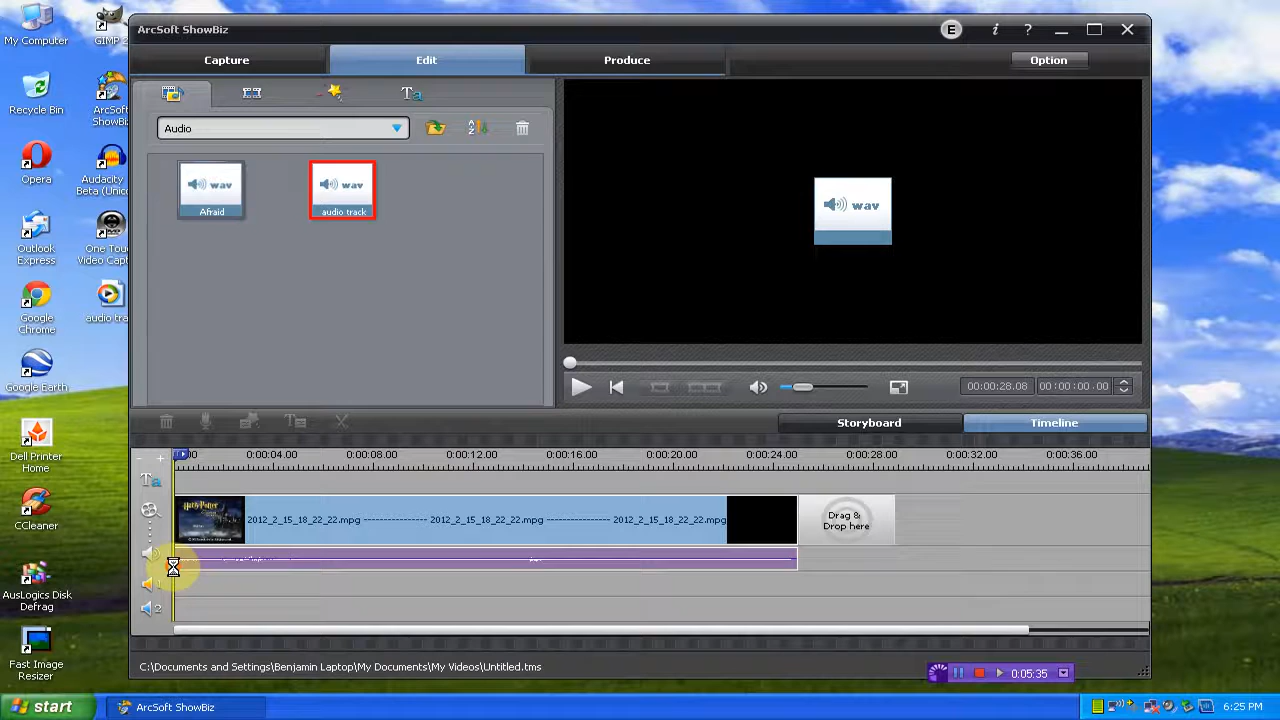 My Computer
GIMP 2
Recycle Bin
ArcSoft
ShowBiz
Opera
Audacity
Beta (Unic
Outlook
Express
One Touc
Video Capt
Google
Chrome
audio tra
Google Earth
Dell Printer
Home
CCleaner
AusLogics Disk
Defrag
Fast Image
Resizer
ArcSoft ShowBiz
E
i
?
Capture
Edit
Produce
Option
Ta
Audio
wav
Afraid
wav
audio track
wav
00:00:28.08
00:00:00.00
Storyboard
Timeline
0:00:04.00
0:00:08.00
0:00:12.00
0:00:16.00
0:00:20.00
0:00:24.00
0:00:28.00
0:00:32.00
0:00:36.00
Ta
Harry Potter
2012_2_15_18_22_22.mpg ---------------- 2012_2_15_18_22_22.mpg ---------------- 2012_2_15_18_22_22.mpg
Drag &
Drop here
1
2
C:\Documents and Settings\Benjamin Laptop\My Documents\My Videos\Untitled.tms
0:05:35
start
ArcSoft ShowBiz
6:25 PM